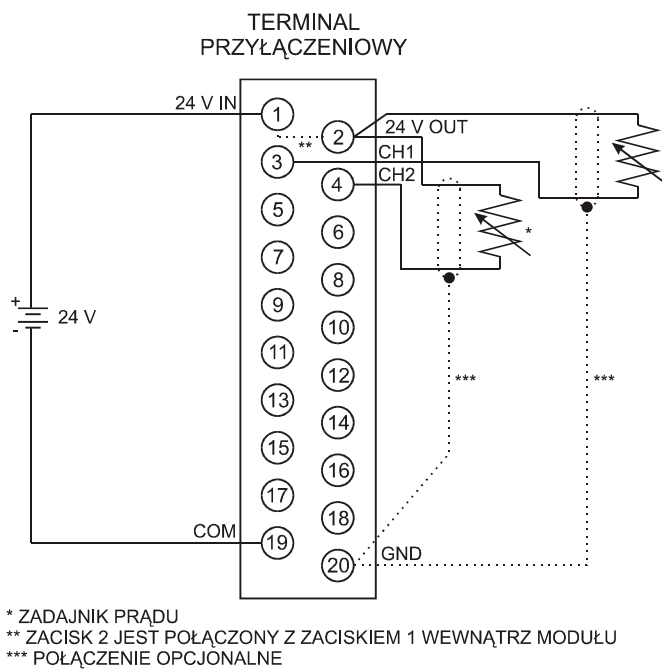 TERMINAL
PRZYŁĄCZENIOWY
24 V IN
1
2
24 V OUT
**
3
CH1
4
CH2
5
6
*
7
8
9
+
24 V
-
10
11
12
***
***
13
14
15
16
17
18
COM
19
20
GND
* ZADAJNIK PRĄDU
** ZACISK 2 JEST POŁĄCZONY Z ZACISKIEM 1 WEWNĄTRZ MODUŁU
*** POŁĄCZENIE OPCJONALNE